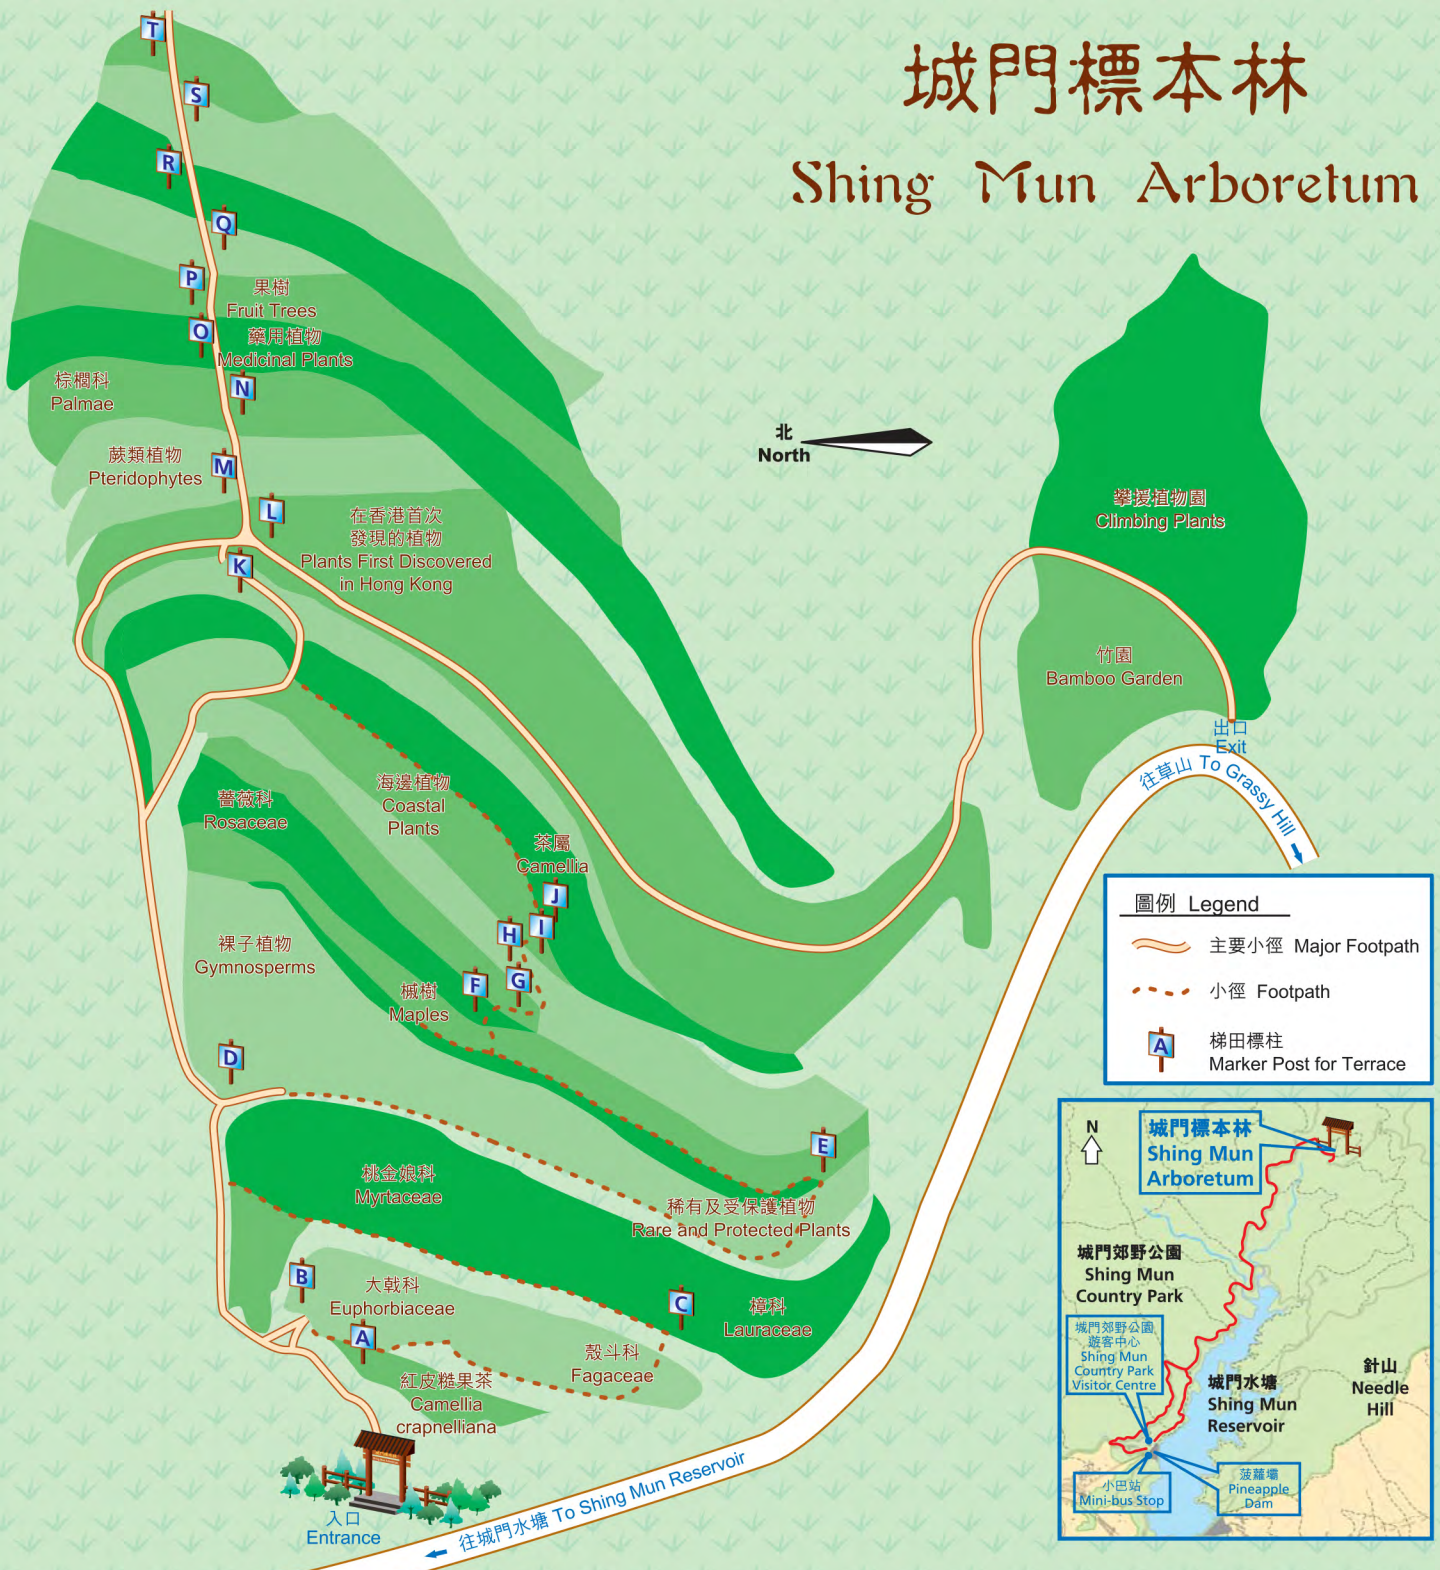 城門標本林
Shing Mun Arboretum
T
S
R
Q
P
果樹
Fruit Trees
O
藥用植物
Medicinal Plants
N
棕櫚科
Palmae
蕨類植物
Pteridophytes
M
L
在香港首次
發現的植物
Plants First Discovered
in Hong Kong
K
北
North
攀援植物園
Climbing Plants
竹園
Bamboo Garden
出口
Exit
往草山 To Grassy Hill
海邊植物
Coastal
Plants
薔薇科
Rosaceae
茶屬
Camellia
J
I
H
G
F
裸子植物
Gymnosperms
槭樹
Maples
D
E
桃金娘科
Myrtaceae
稀有及受保護植物
Rare and Protected Plants
B
大戟科
Euphorbiaceae
C
樟科
Lauraceae
A
殼斗科
Fagaceae
紅皮糙果茶
Camellia
crapnelliana
入口
Entrance
往城門水塘 To Shing Mun Reservoir
圖例 Legend
主要小徑 Major Footpath
小徑 Footpath
A
梯田標柱
Marker Post for Terrace
N
城門標本林
Shing Mun
Arboretum
城門郊野公園
Shing Mun
Country Park
城門郊野公園
遊客中心
Shing Mun
Country Park
Visitor Centre
城門水塘
Shing Mun
Reservoir
針山
Needle
Hill
小巴站
Mini-bus Stop
菠蘿壩
Pineapple
Dam